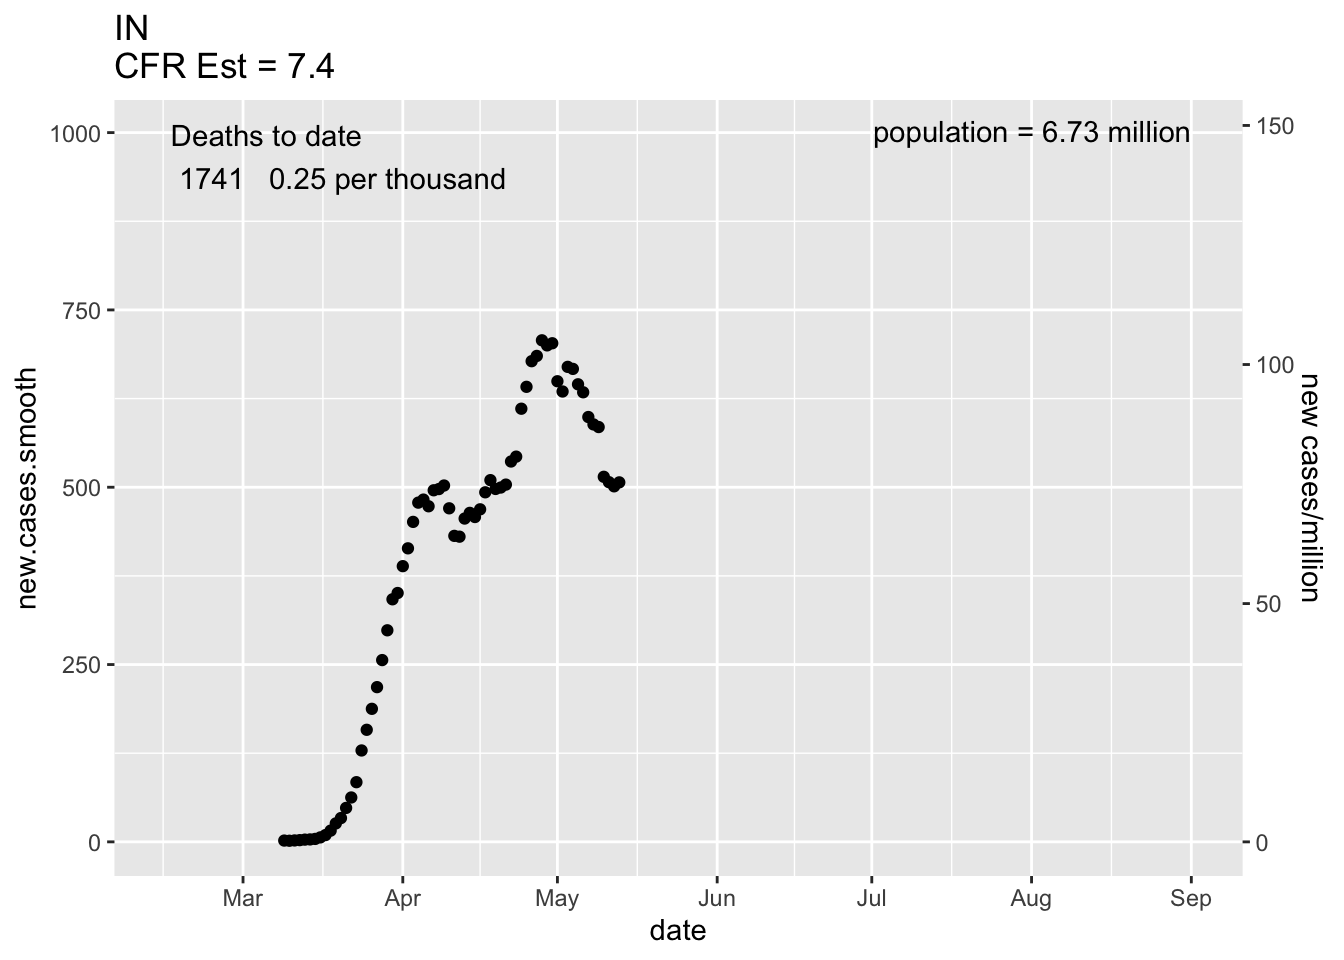 IN
CFR Est = 7.4
Deaths to date
1741 0.25 per thousand
population = 6.73 million
new.cases.smooth
1000
750
500
250
0
150
100
50
0
new cases/million
Mar Apr May Jun Jul Aug Sep
date